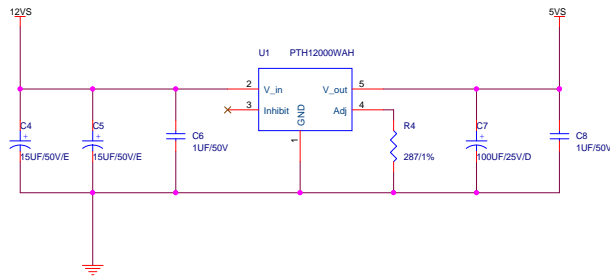 12VS
5VS
U1 PTH12000WAH
2 V_in V_out 5
3 Inhibit Adj 4
GND
1
C4
15UF/50V/E
C5
15UF/50V/E
C6
1UF/50V
R4
287/1%
C7
100UF/25V/D
C8
1UF/50V